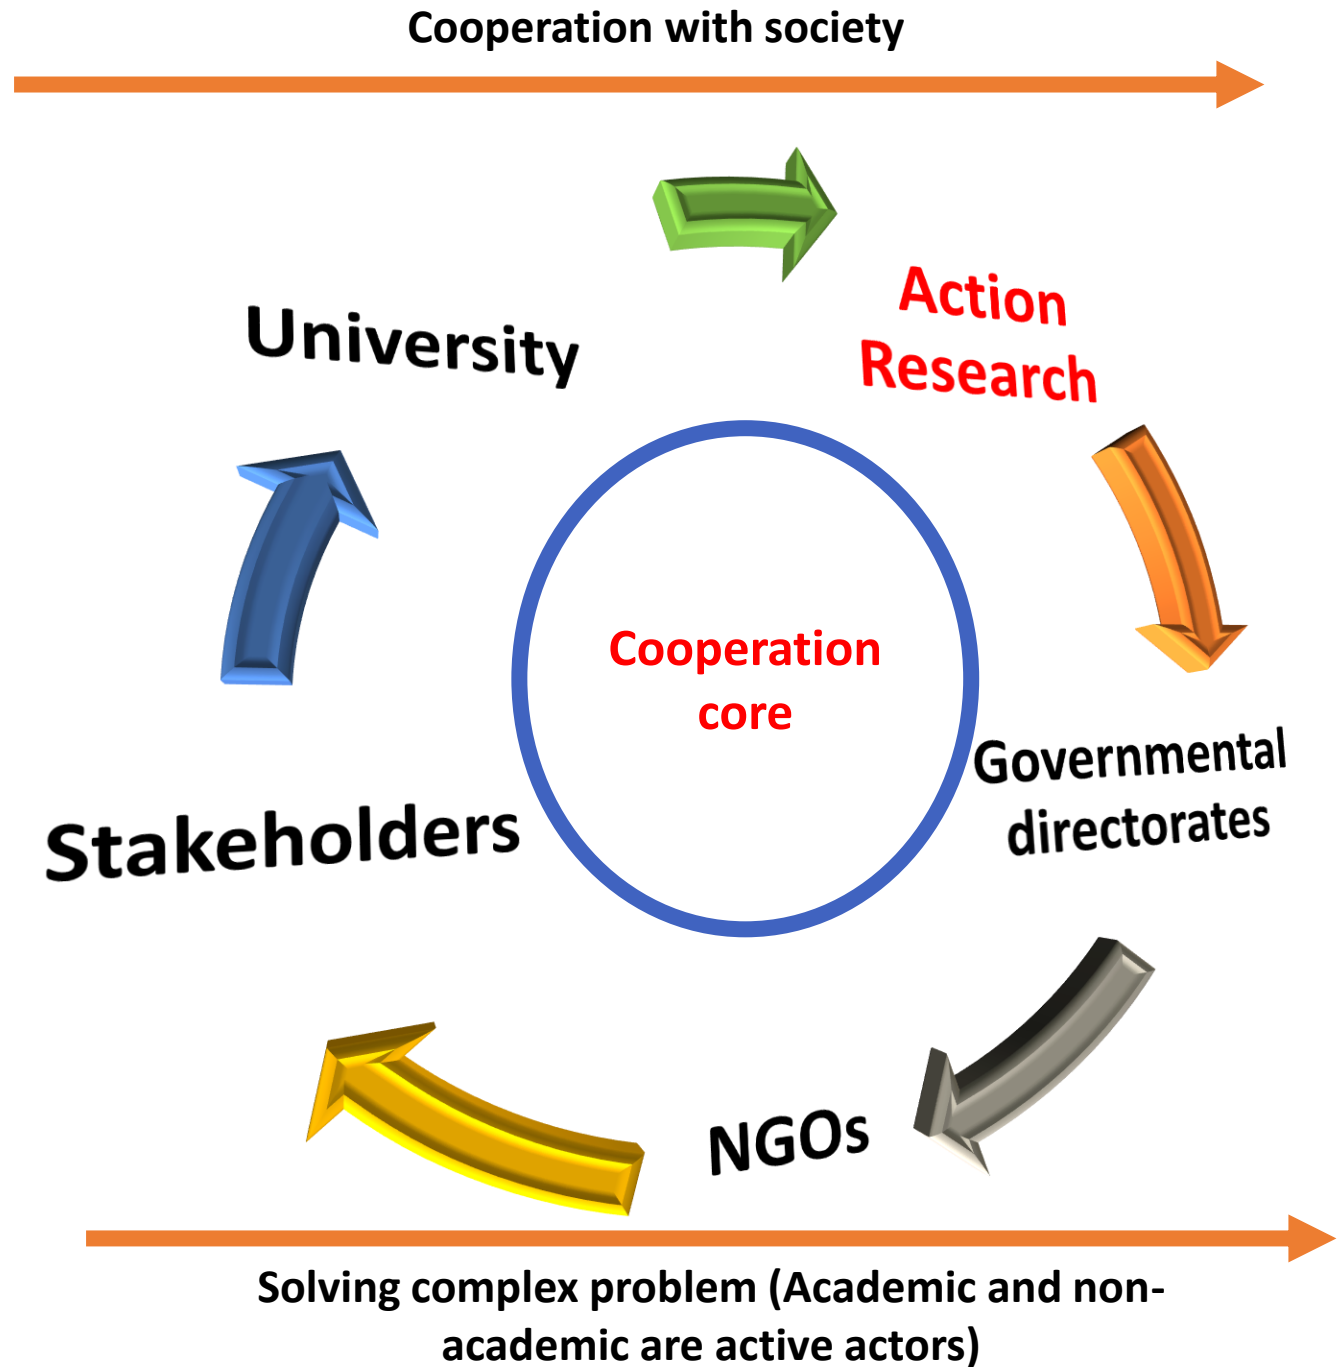 Cooperation with society
Action
Research
University
Cooperation
core
Governmental
directorates
Stakeholders
NGOs
Solving complex problem (Academic and non-
academic are active actors)